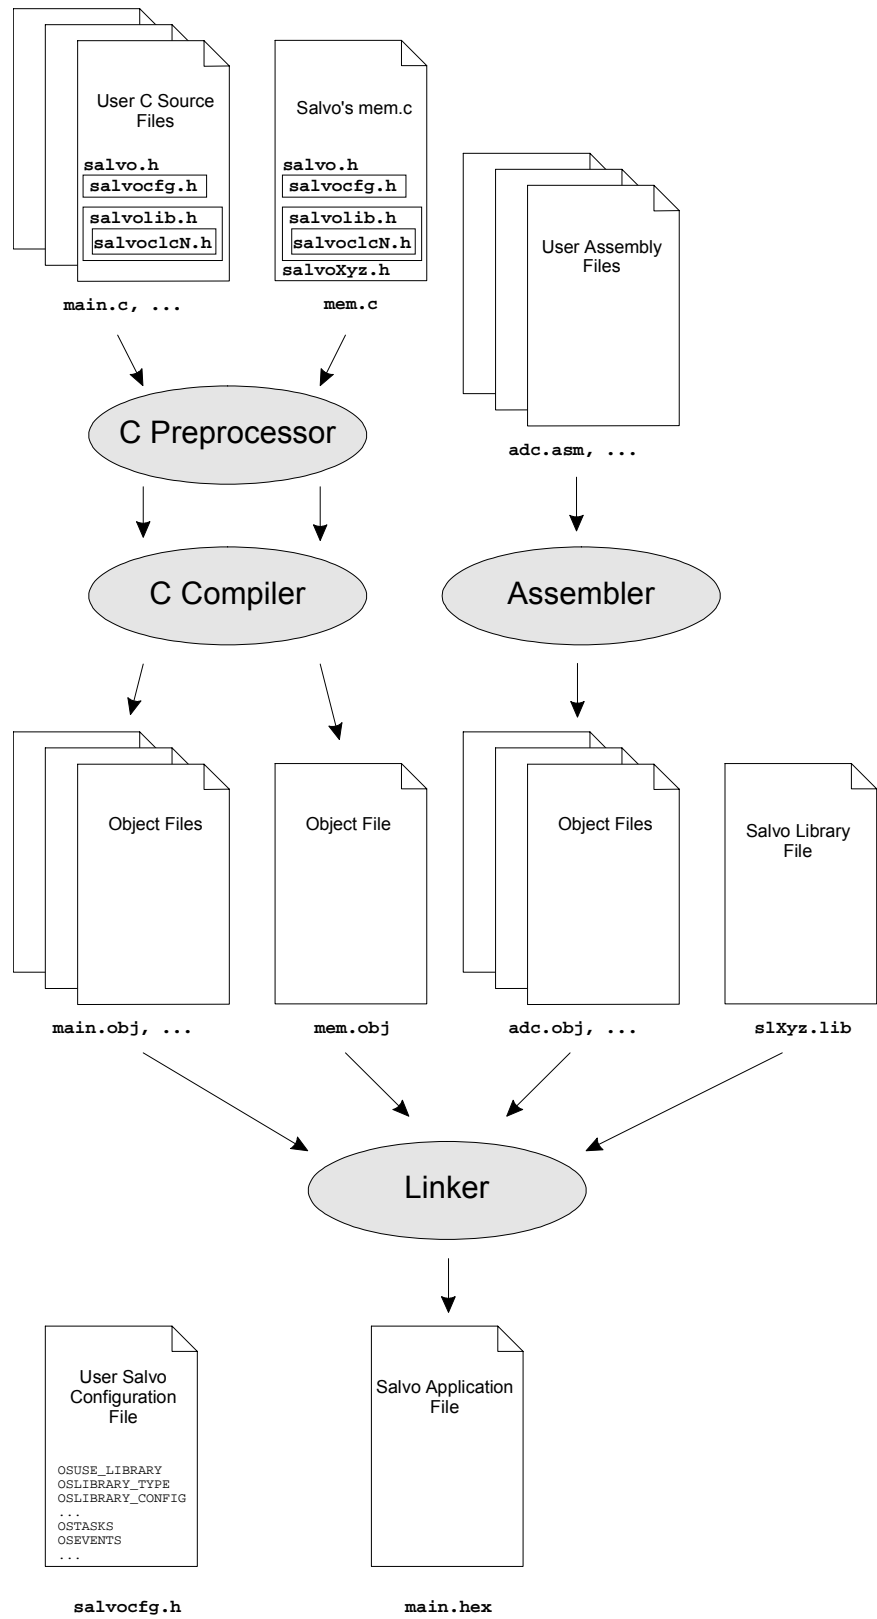 User C Source
Files
salvo.h
salvocfg.h
salvolib.h
salvoclcN.h
main.c, ...
Salvo's mem.c
salvo.h
salvocfg.h
salvolib.h
salvoclcN.h
salvoXyz.h
mem.c
User Assembly
Files
adc.asm, ...
C Preprocessor
C Compiler
Assembler
Object Files
main.obj, ...
Object File
mem.obj
Object Files
adc.obj, ...
Salvo Library
File
slXyz.lib
Linker
User Salvo
Configuration
File
OSUSE_LIBRARY
OSLIBRARY_TYPE
OSLIBRARY_CONFIG
...
OSTASKS
OSEVENTS
...
salvocfg.h
Salvo Application
File
main.hex